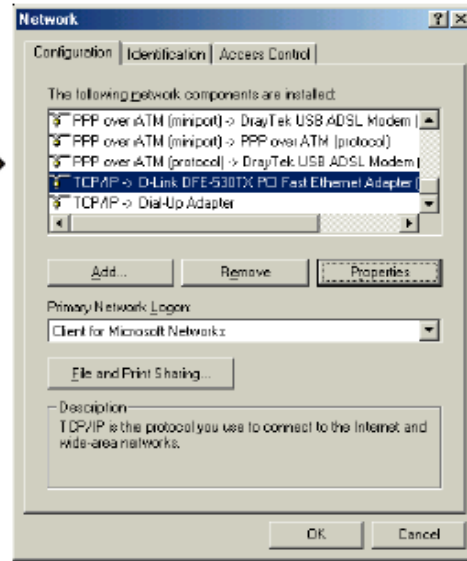 Network
Configuration Identification Access Control
The following network components are installed:
PPP over ATM (miniport) -> DrayTek USB ADSL Modem (
PPP over ATM (miniport) -> PPP over ATM (protocol)
PPP over ATM (protocol) -> DrayTek USB ADSL Modem (
TCP/IP -> D-Link DFE-530TX PCI Fast Ethernet Adapter (
TCP/IP -> Dial-Up Adapter
Add... Remove Properties
Primary Network Logon:
Client for Microsoft Networks
File and Print Sharing...
Description
TCP/IP is the protocol you use to connect to the Internet and
wide-area networks.
OK Cancel